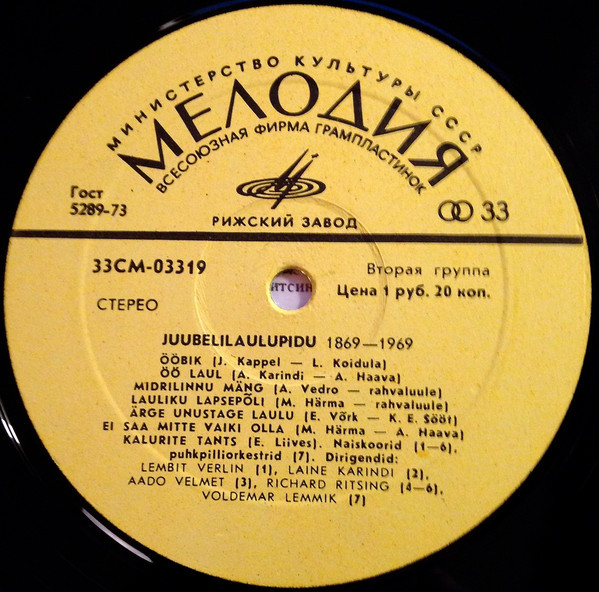 МИНИСТЕРСТВО КУЛЬТУРЫ СССР
МЕЛОДИЯ
ВСЕСОЮЗНАЯ ФИРМА ГРАМПЛАСТИНОК
Гост
5289-73
РИЖСКИЙ ЗАВОД
33
33СМ-03319
Вторая группа
СТЕРЕО
Цена 1 руб. 20 коп.
JUUBELILAULUPIDU 1869—1969
ÖÖBIK (J. Kappel — L. Koidula)
ÖÖ LAUL (A. Karindi — A. Haava)
MIDRILINNU MÄNG (A. Vedro — rahvaluule)
LAULIKU LAPSEPÕLI (M. Härma — rahvaluule)
ÄRGE UNUSTAGE LAULU (E. Võrk — K. E. Sööt)
EI SAA MITTE VAIKI OLLA (M. Härma — A. Haava)
KALURITE TANTS (E. Liives). Naiskoorid (1—6),
puhkpilliorkestrid (7). Dirigendid:
LEMBIT VERLIN (1), LAINE KARINDI (2),
AADO VELMET (3), RICHARD RITSING (4—6),
VOLDEMAR LEMMIK (7)